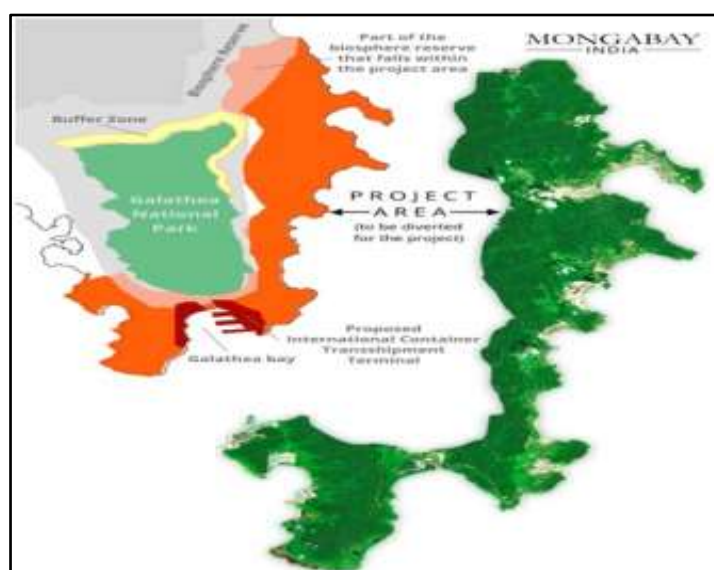 MONGABAY
INDIA
Part of the
biosphere reserve
that falls within
the project area
Biosphere Reserve
Buffer Zone
Galathea
National
Park
PROJECT
AREA
(to be diverted
for the project)
Proposed
International Container
Transshipment
Terminal
Galathea bay